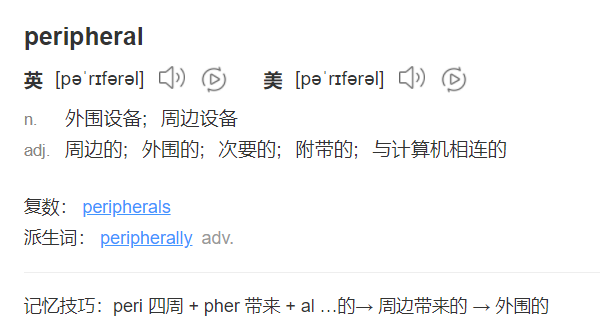 peripheral
英 [pəˈrɪfərəl] 美 [pəˈrɪfərəl]
n. 外围设备；周边设备
adj. 周边的；外围的；次要的；附带的；与计算机相连的
复数： peripherals
派生词： peripherally adv.
记忆技巧：peri 四周 + pher 带来 + al …的→ 周边带来的 → 外围的